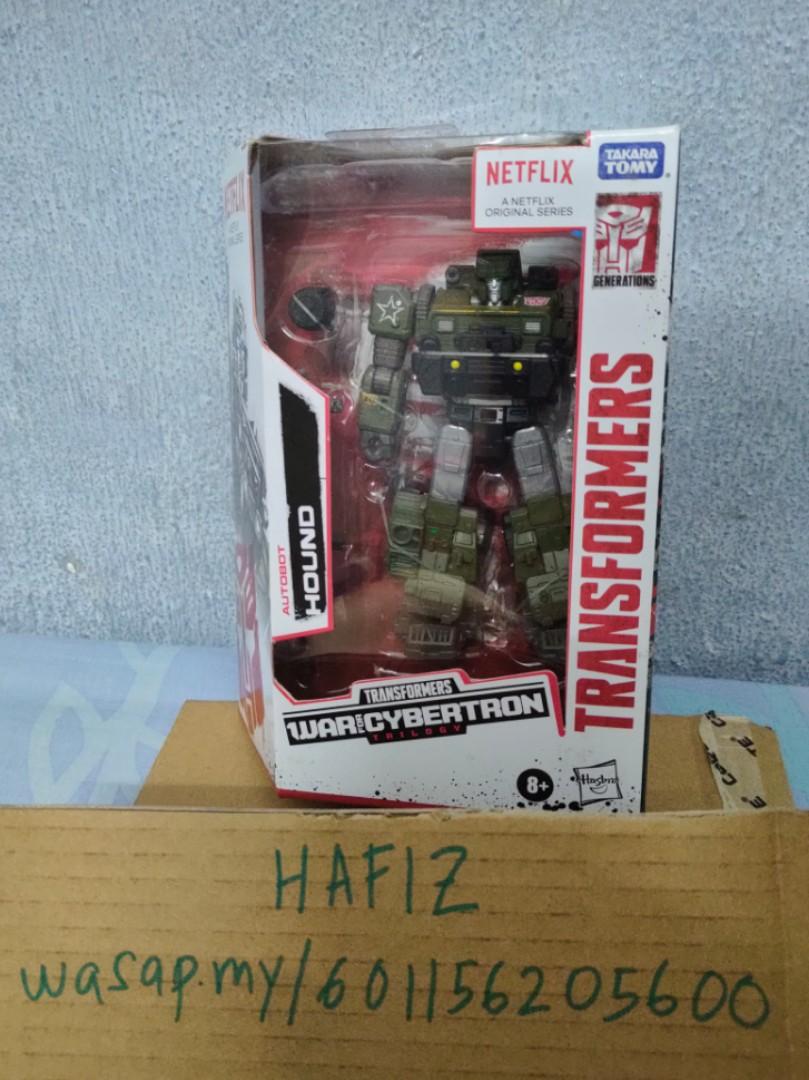 NETFLIX
A NETFLIX
ORIGINAL SERIES
TAKARA
TOMY
GENERATIONS
TRANSFORMERS
AUTOBOT
HOUND
TRANSFORMERS
WAR FOR CYBERTRON
TRILOGY
8+
Hasbro
HAFIZ
wasap.my/601156205600